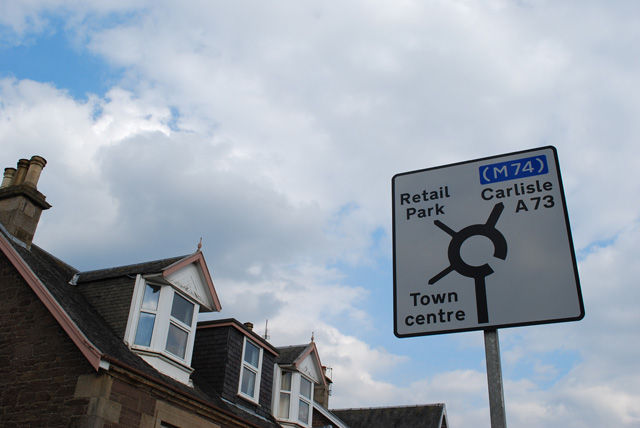 Retail
Park
(M74)
Carlisle
A73
Town
centre